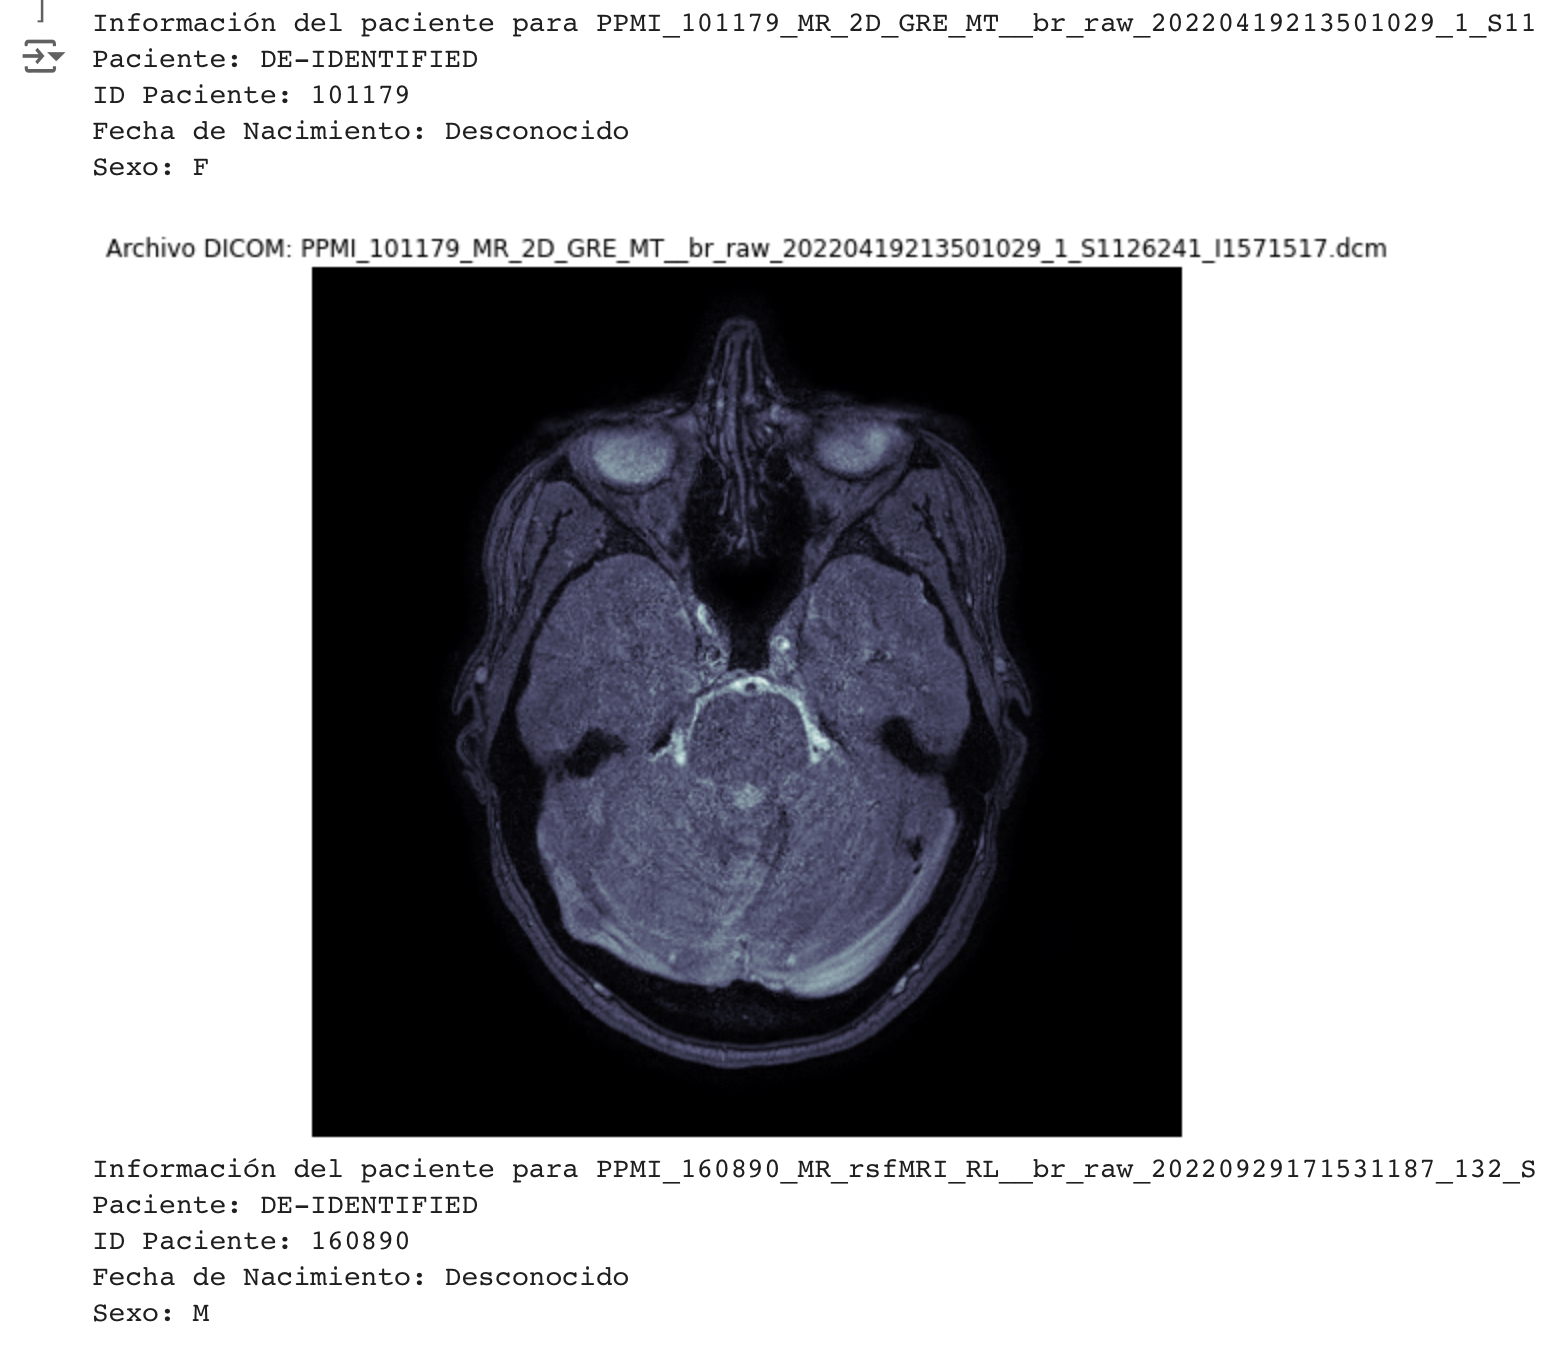 Información del paciente para PPMI_101179_MR_2D_GRE_MT__br_raw_20220419213501029_1_S11
Paciente: DE-IDENTIFIED
ID Paciente: 101179
Fecha de Nacimiento: Desconocido
Sexo: F
Archivo DICOM: PPMI_101179_MR_2D_GRE_MT__br_raw_20220419213501029_1_S1126241_I1571517.dcm
Información del paciente para PPMI_160890_MR_rsfMRI_RL__br_raw_20220929171531187_132_S
Paciente: DE-IDENTIFIED
ID Paciente: 160890
Fecha de Nacimiento: Desconocido
Sexo: M